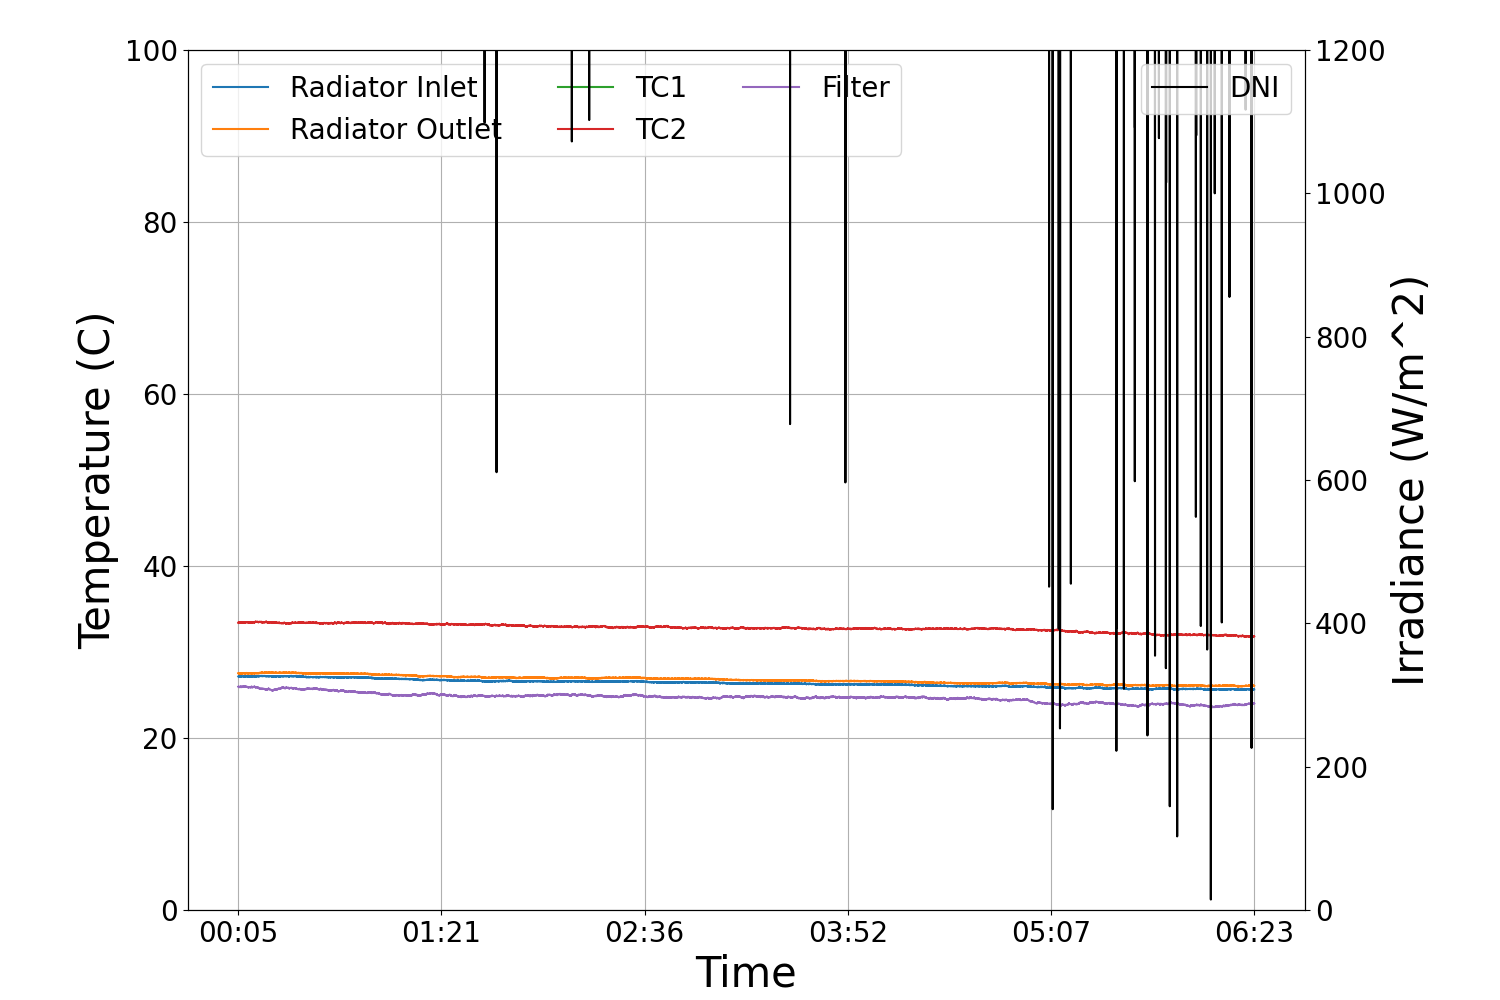 100
80
60
40
20
0
Temperature (C)
Radiator Inlet
Radiator Outlet
TC1
TC2
Filter
DNI
1200
1000
800
600
400
200
0
Irradiance (W/m^2)
00:05 01:21 02:36 03:52 05:07 06:23
Time